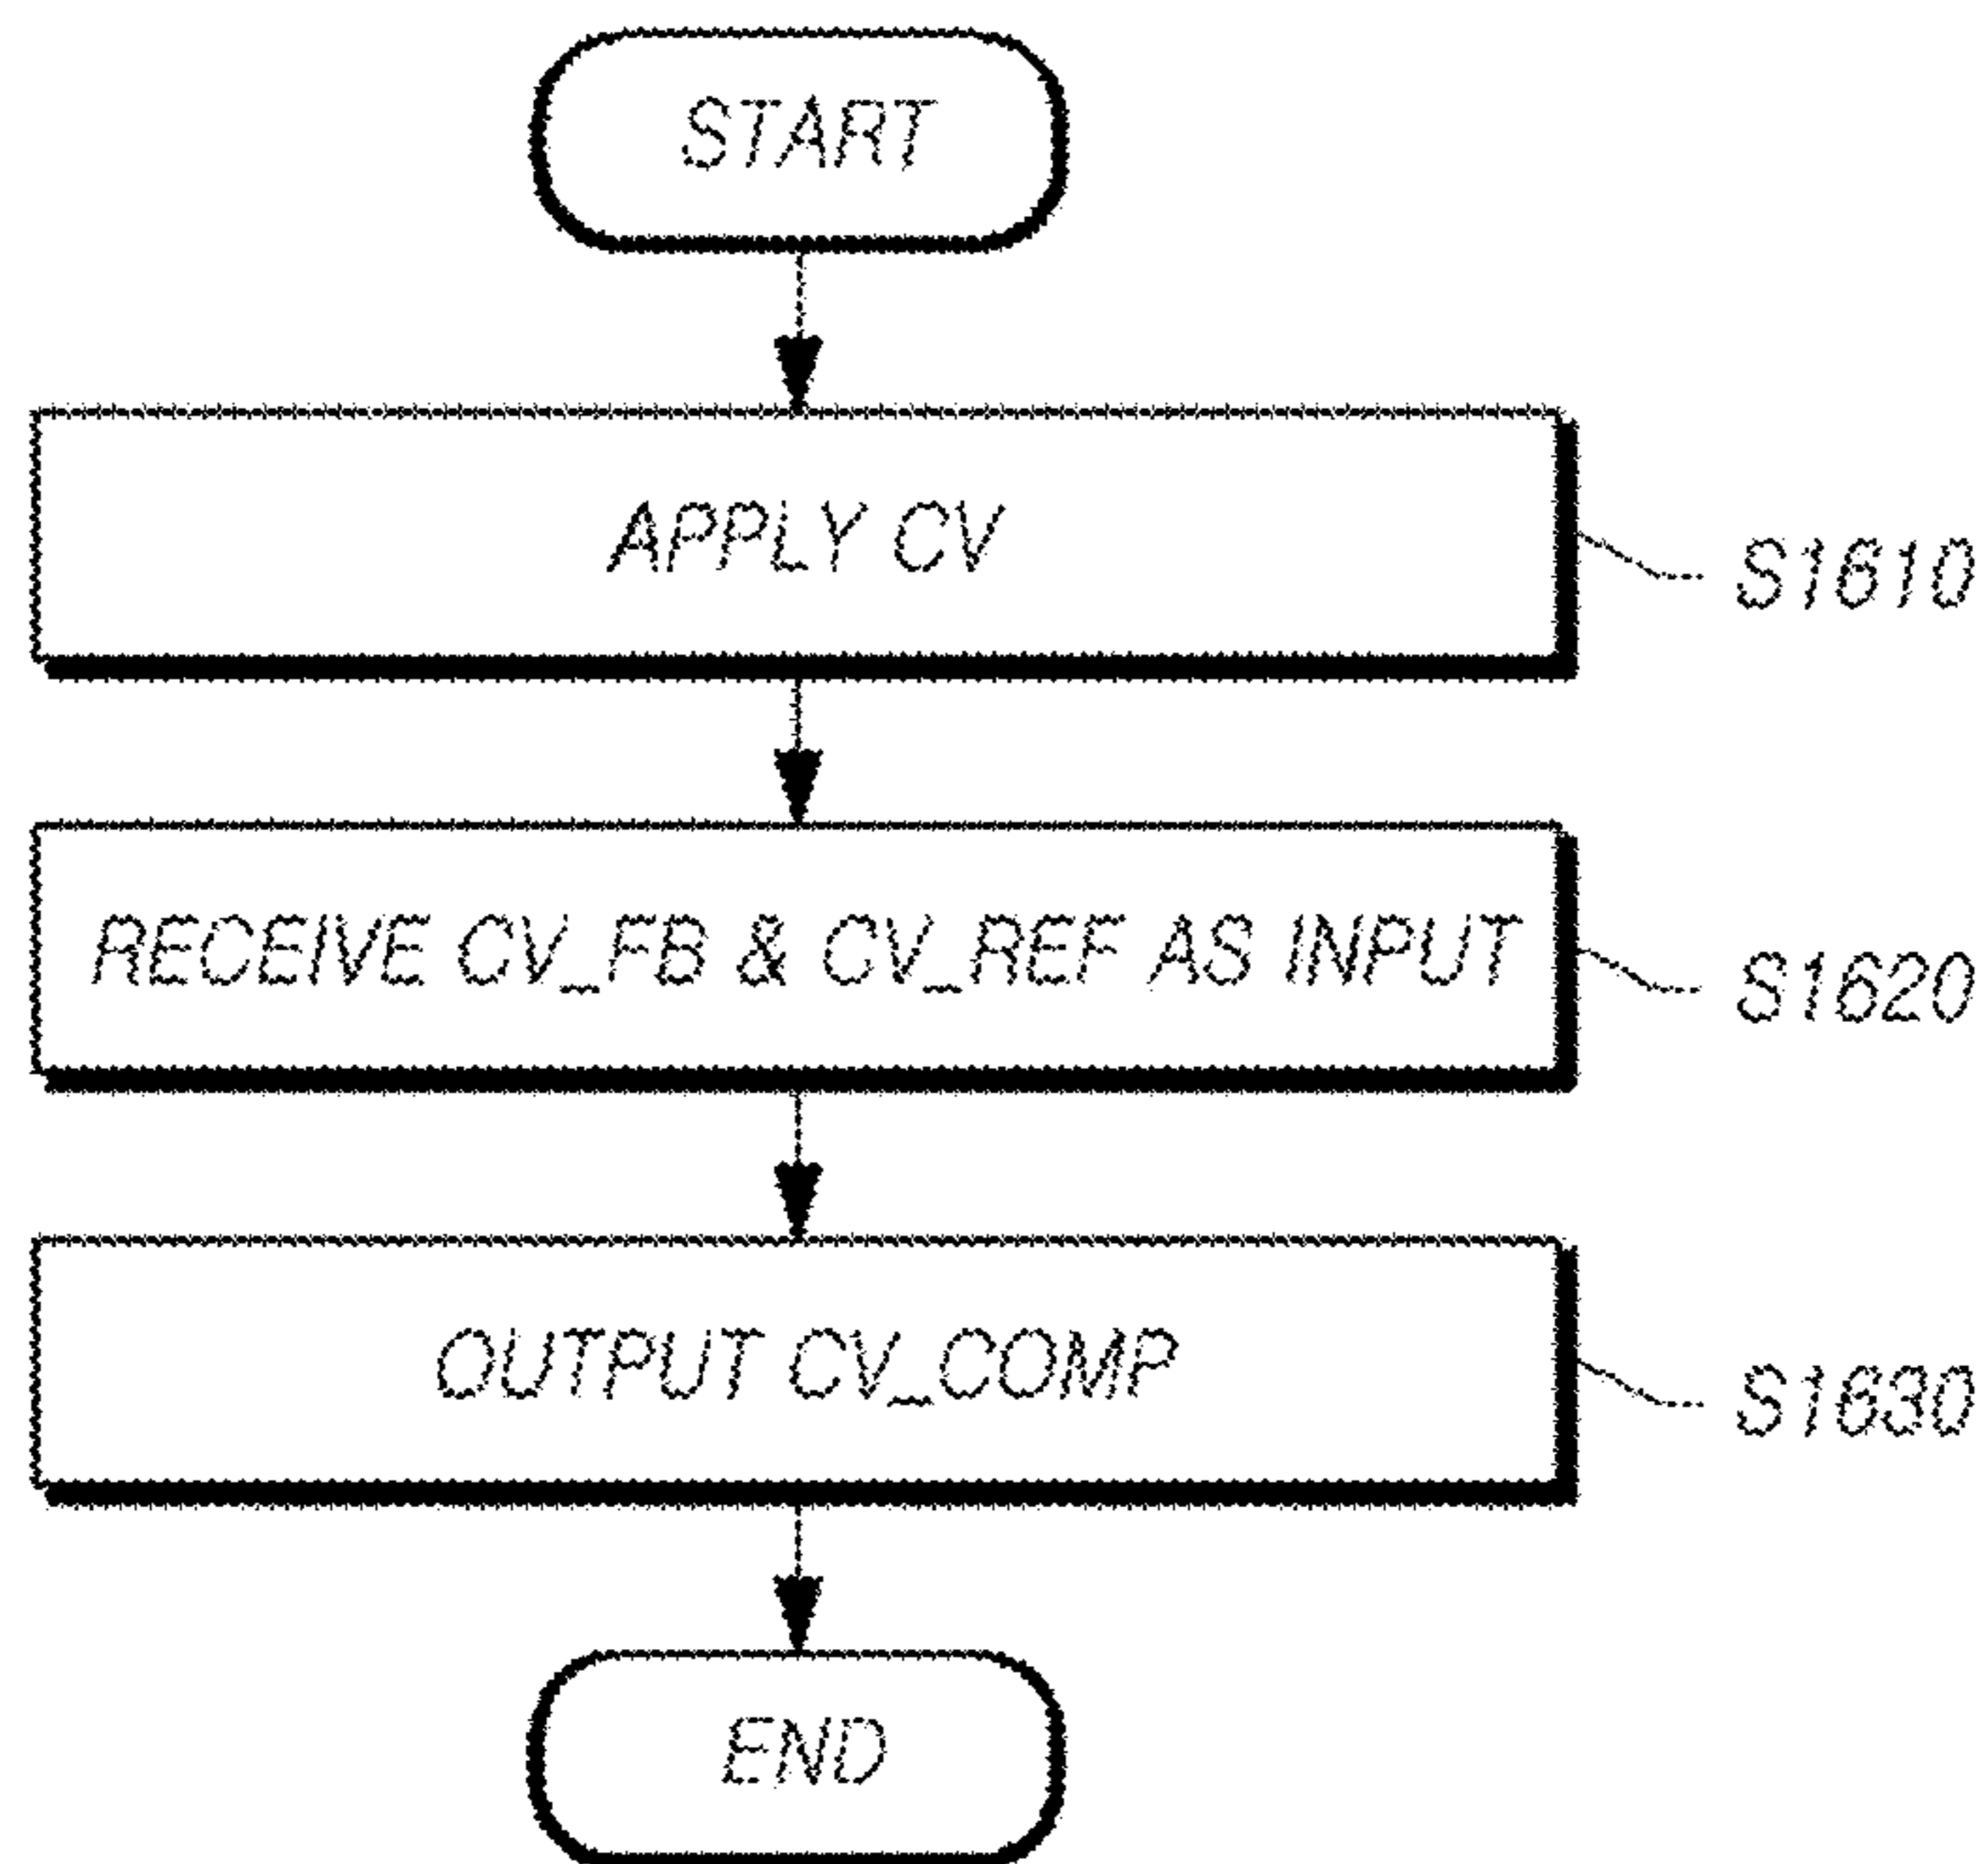 START
APPLY CV
S1610
RECEIVE CV_FB & CV_REF AS INPUT
S1620
OUTPUT CV_COMP
S1630
END